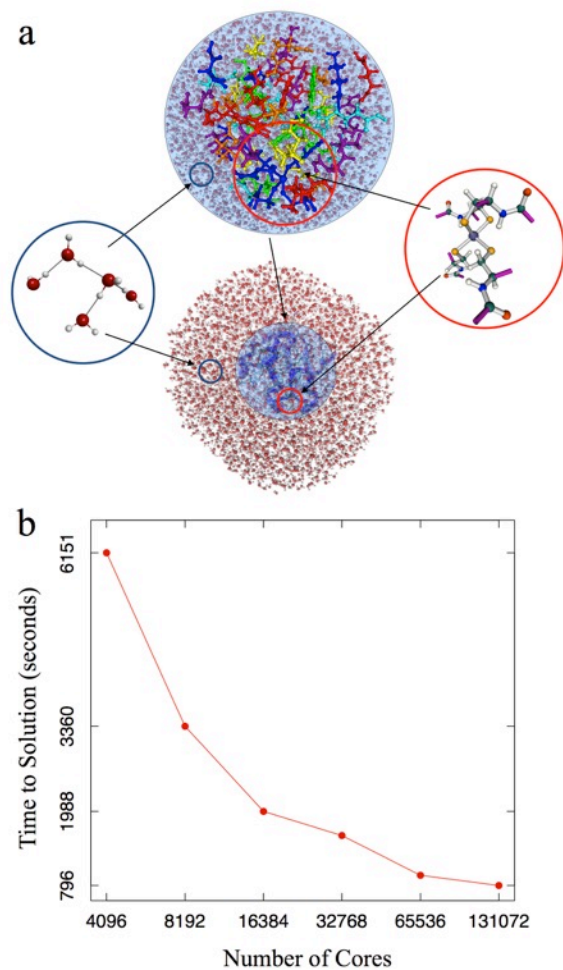 a
b
Time to Solution (seconds)
6151
3360
1988
796
4096 8192 16384 32768 65536 131072
Number of Cores